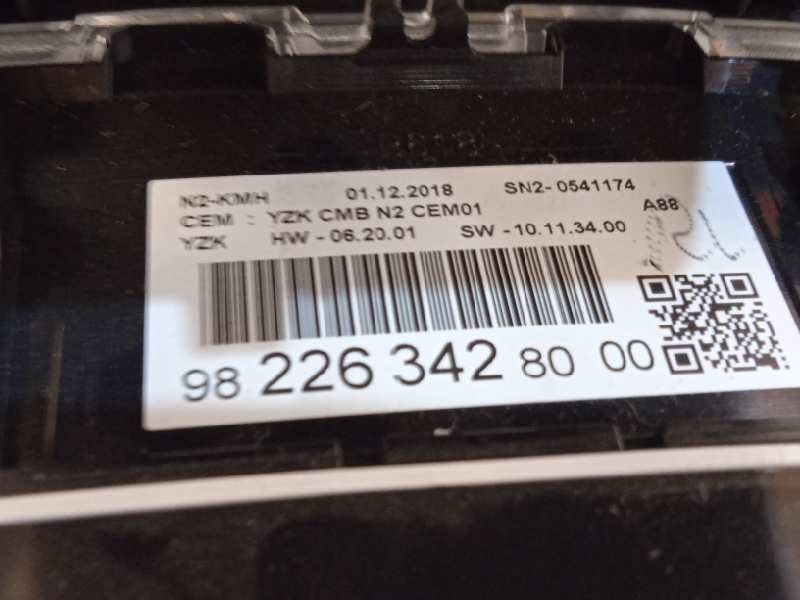 N2-KMH 01.12.2018 SN2-0541174
CEM : YZK CMB N2 CEM01 A88
YZK HW-06.20.01 SW-10.11.34.00
98 226 342 80 00